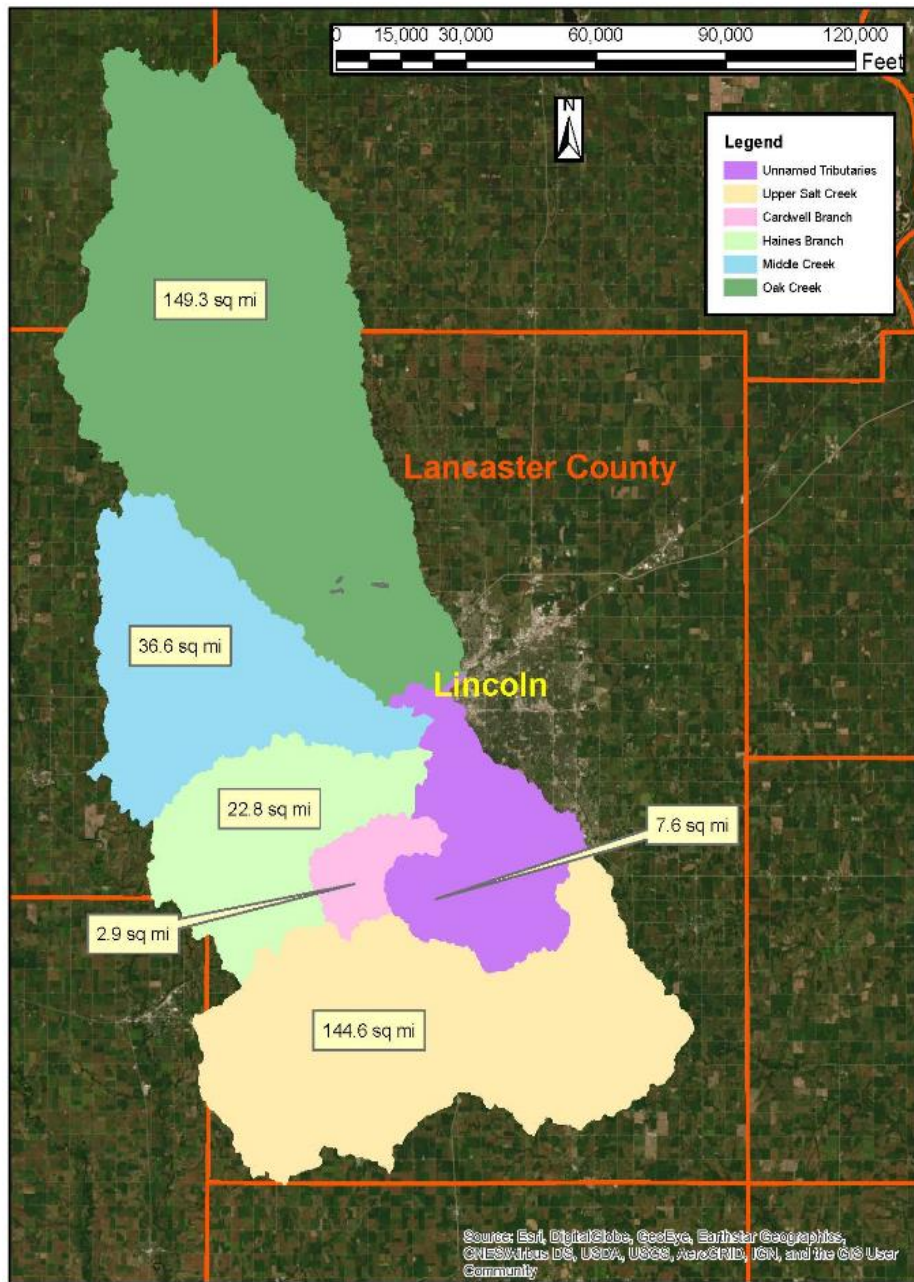 0 15,000 30,000 60,000 90,000 120,000
Feet
N
Legend
Unnamed Tributaries
Upper Salt Creek
Cardwell Branch
Haines Branch
Middle Creek
Oak Creek
149.3 sq mi
Lancaster County
36.6 sq mi
Lincoln
22.8 sq mi
7.6 sq mi
2.9 sq mi
144.6 sq mi
Source: Esri, DigitalGlobe, GeoEye, Earthstar Geographics,
CNES/Airbus DS, USDA, USGS, AeroGRID, IGN, and the GIS User
Community